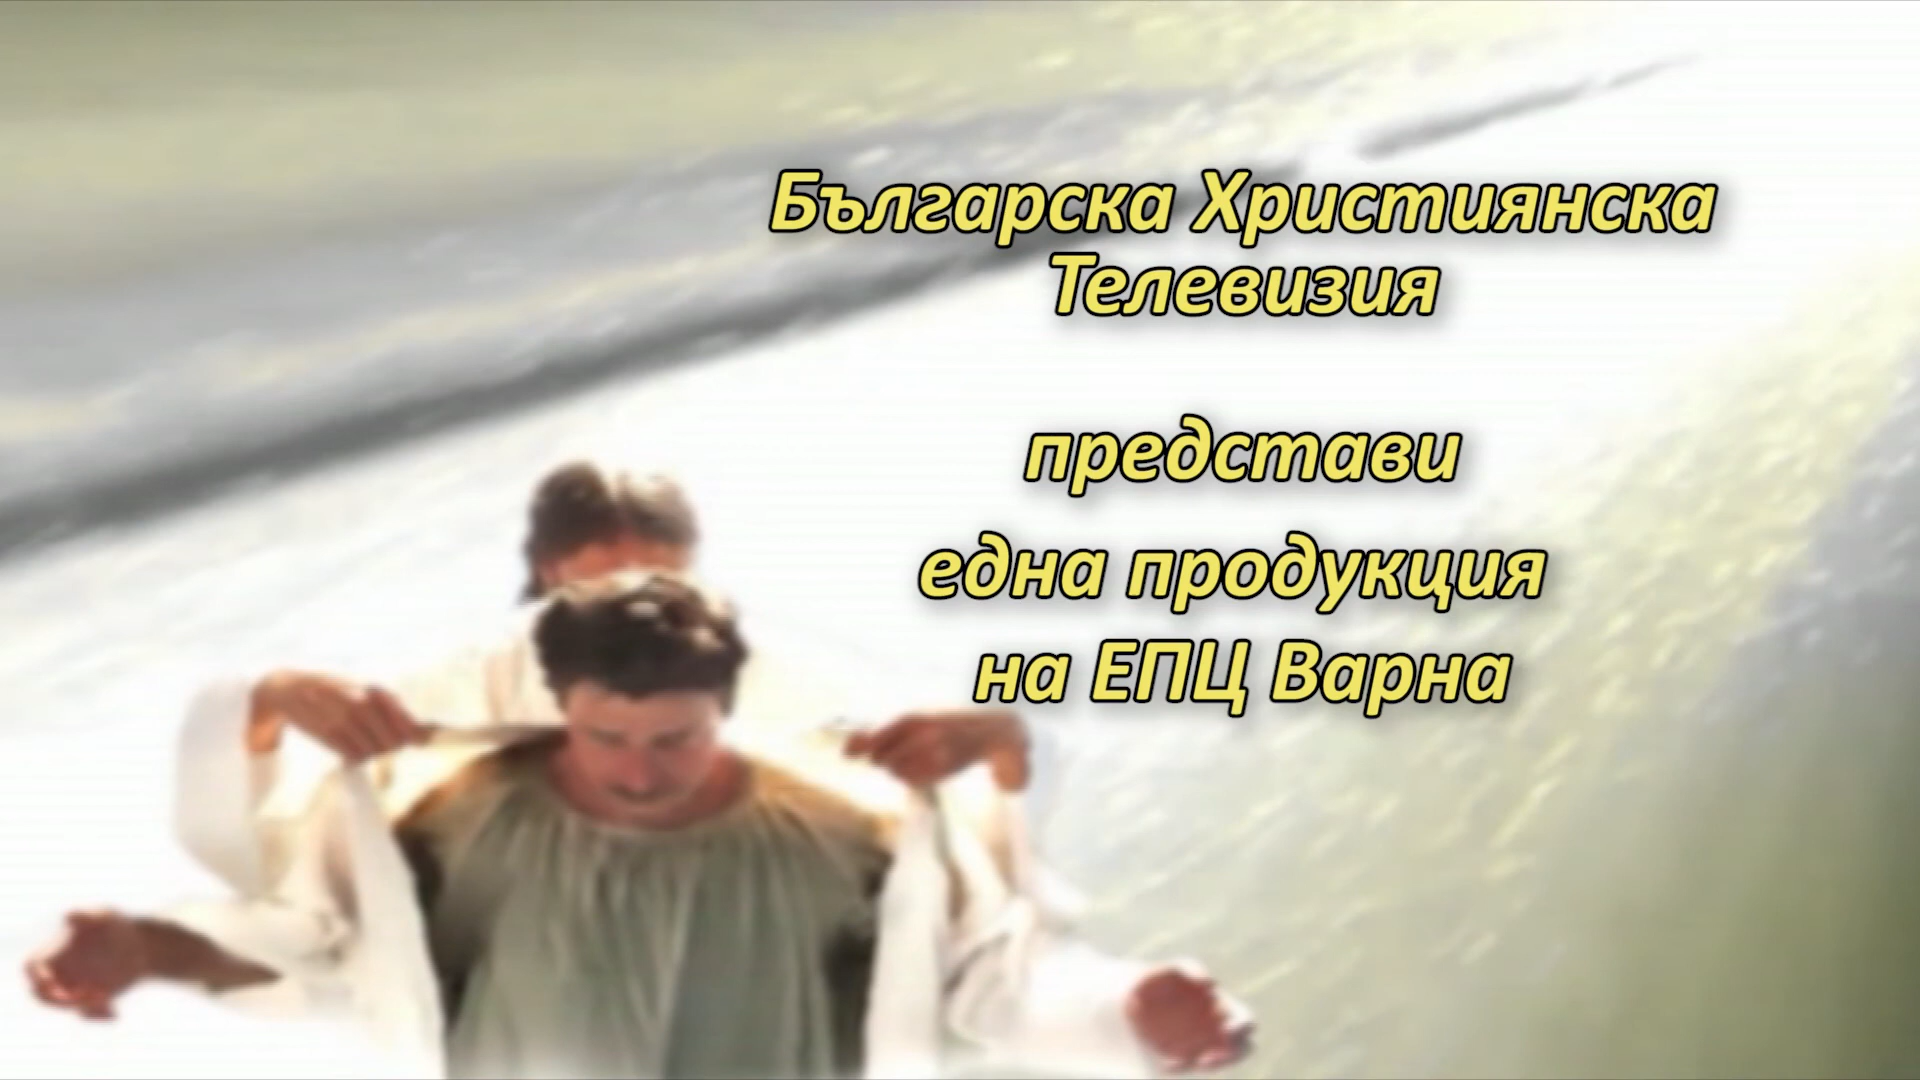 Българска Християнска
Телевизия
представи
една продукция
на ЕПЦ Варна